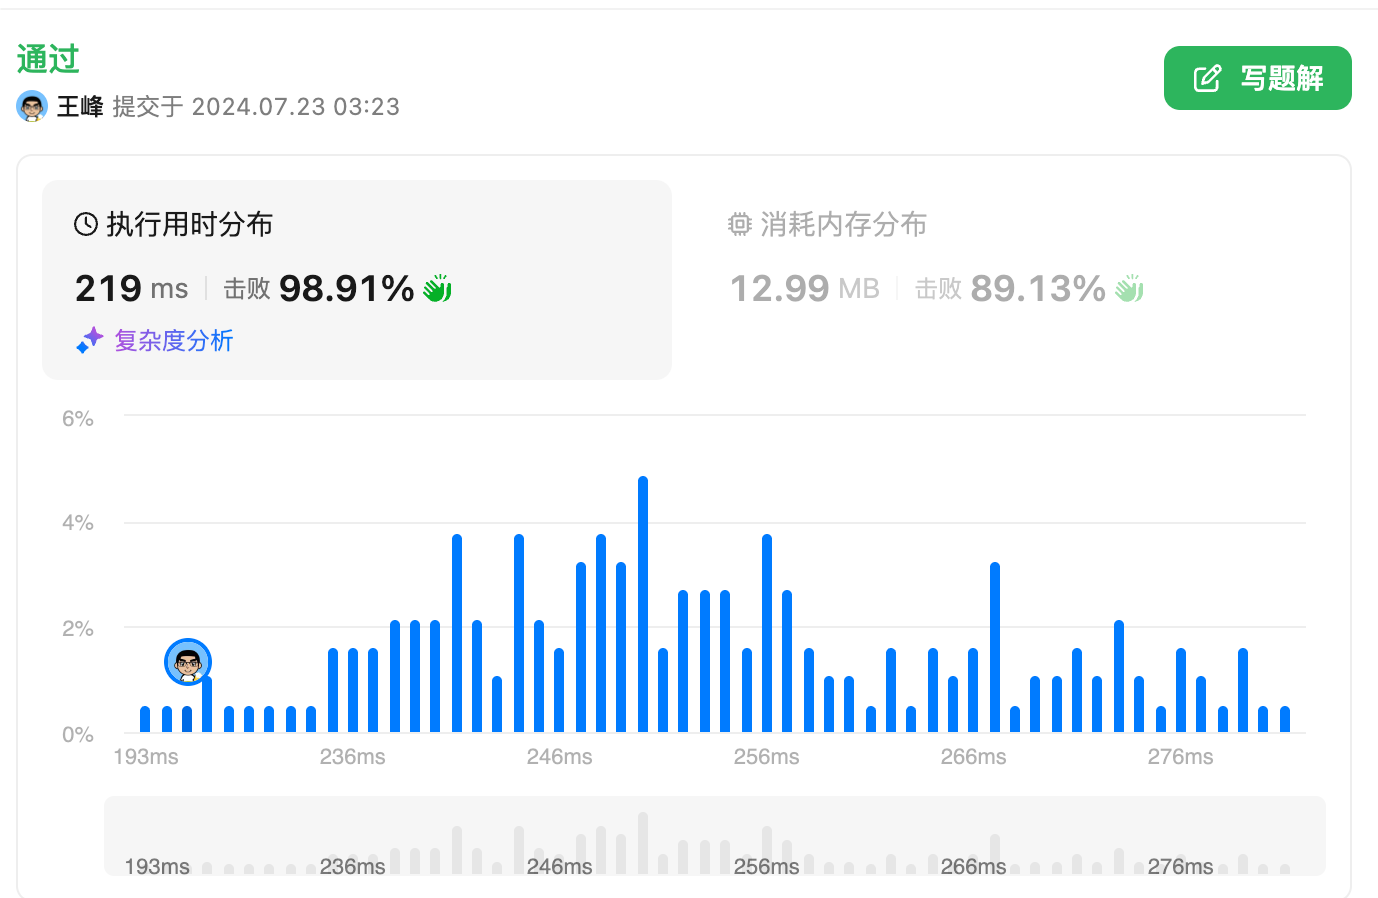 通过
写题解
王峰 提交于 2024.07.23 03:23
执行用时分布
219 ms 击败 98.91%
复杂度分析
消耗内存分布
12.99 MB 击败 89.13%
6%
4%
2%
0%
193ms 236ms 246ms 256ms 266ms 276ms
193ms 236ms 246ms 256ms 266ms 276ms